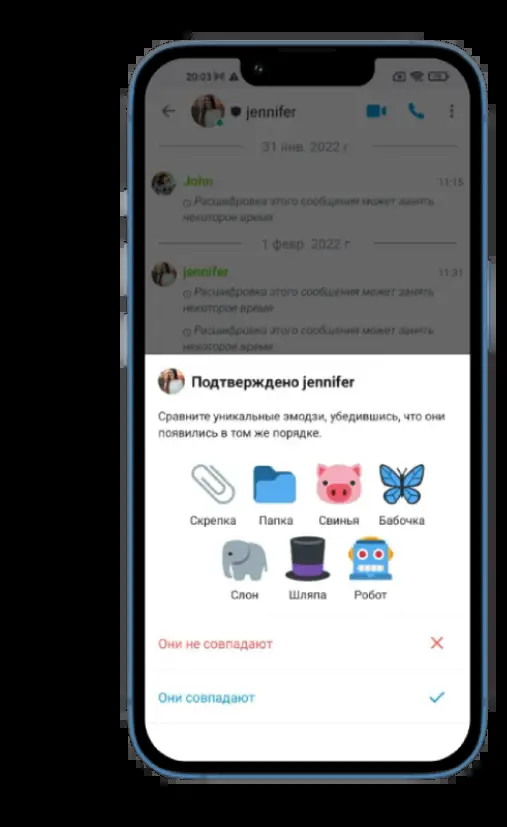 20:03
jennifer
31 янв. 2022 г.
John
11:15
Расшифровка этого сообщения может занять
некоторое время
1 февр. 2022 г.
jennifer
11:31
Расшифровка этого сообщения может занять
некоторое время
Расшифровка этого сообщения может занять
некоторое время
Подтверждено jennifer
Сравните уникальные эмодзи, убедившись, что они
появились в том же порядке.
Скрепка Папка Свинья Бабочка
Слон Шляпа Робот
Они не совпадают
Они совпадают